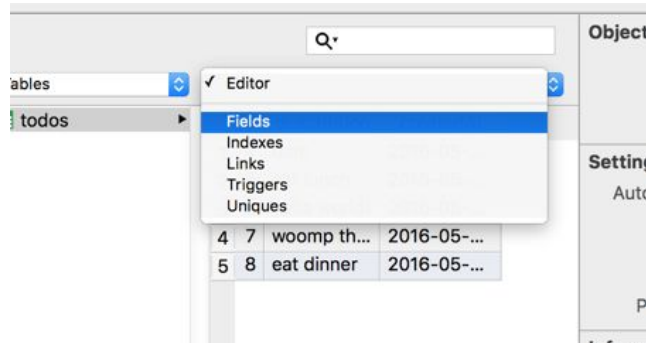 Object
ables
✓ Editor
todos
Fields
Indexes
Links
Triggers
Uniques
Setting
Auto
4 7 woomp th... 2016-05-...
5 8 eat dinner 2016-05-...
P